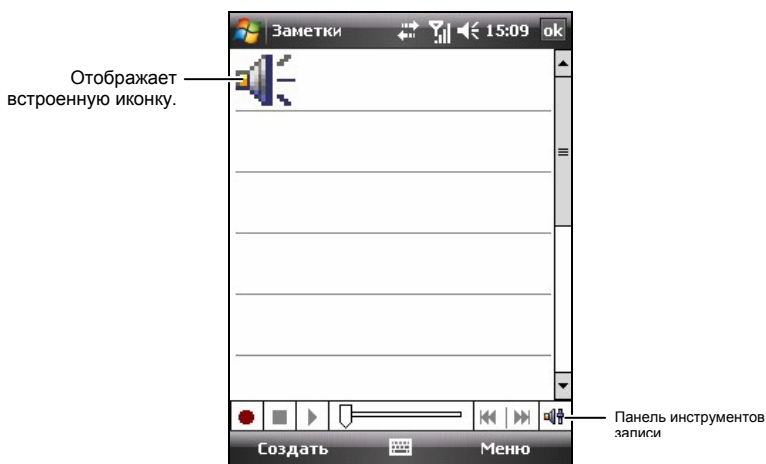 Заметки 15:09 ok
Отображает
встроенную иконку.
Панель инструментов
записи
Создать Меню